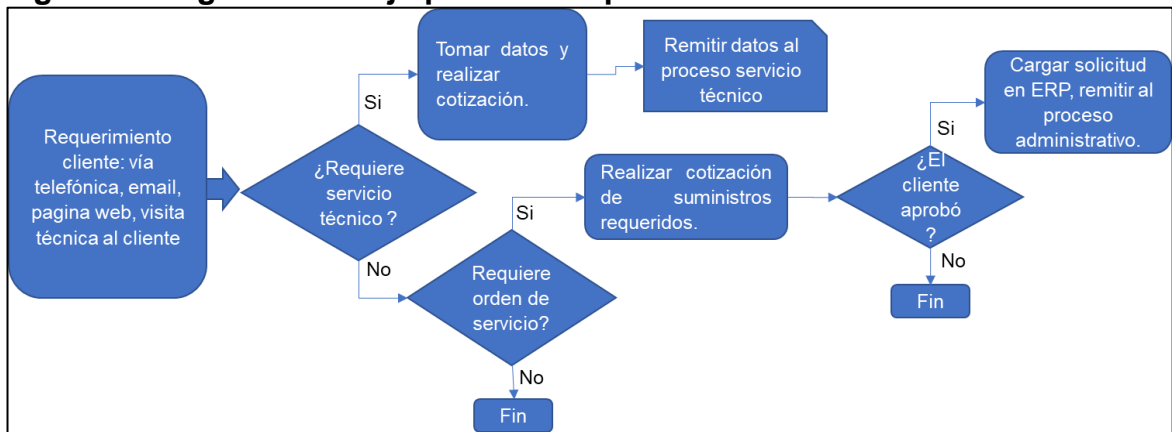 Requerimiento
cliente: vía
telefónica, email,
pagina web, visita
técnica al cliente
¿Requiere
servicio
técnico ?
Si
Tomar datos y
realizar
cotización.
Remitir datos al
proceso servicio
técnico
No
Requiere
orden de
servicio?
Si
Realizar cotización
de suministros
requeridos.
¿El
cliente
aprobó
?
Si
Cargar solicitud
en ERP, remitir al
proceso
administrativo.
No
Fin
No
Fin